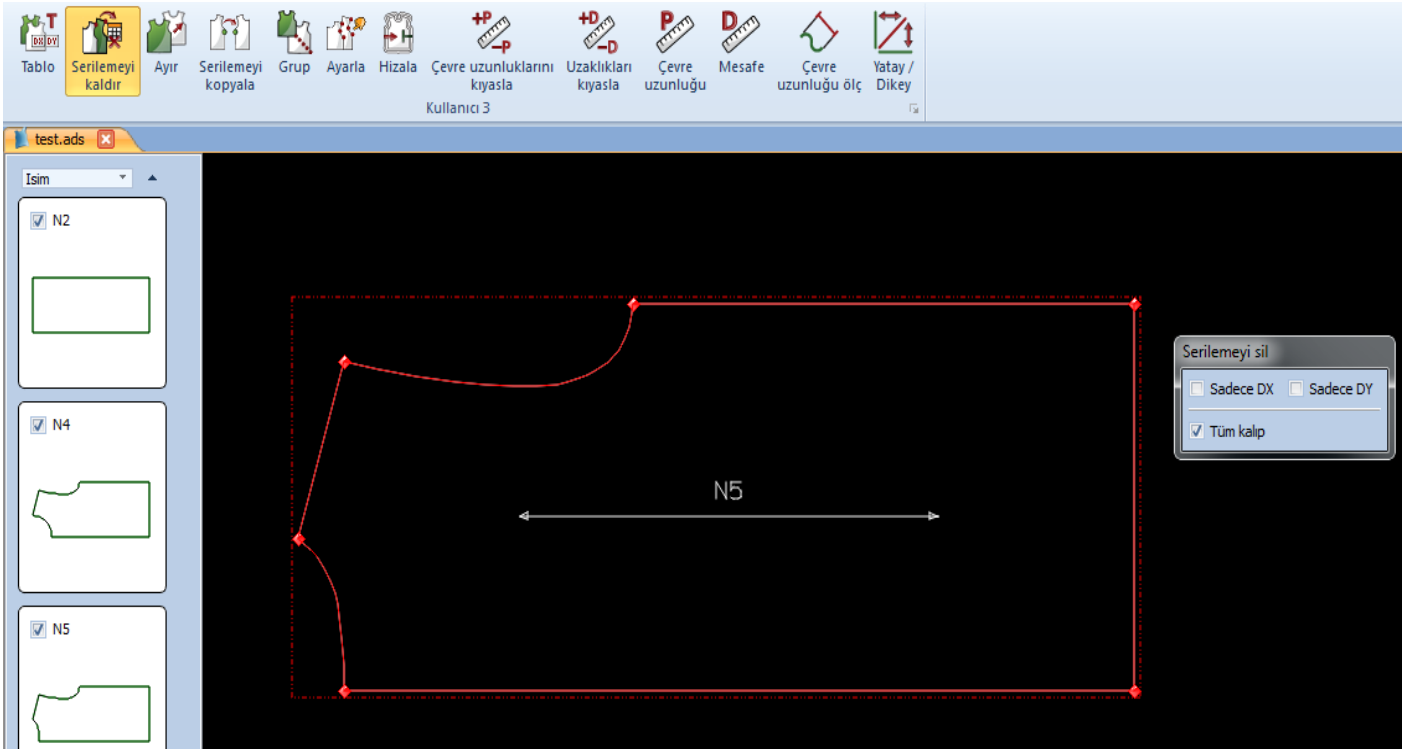 T
DX DY
+P
-P
+D
-D
P
D
Tablo
Serilemeyi kaldır
Ayır
Serilemeyi kopyala
Grup
Ayarla
Hizala
Çevre uzunluklarını kıyasla
Uzaklıkları kıyasla
Çevre uzunluğu
Mesafe
Çevre uzunluğu ölç
Yatay / Dikey
Kullanıcı 3
test.ads
Isim
N2
N4
N5
N5
Serilemeyi sil
Sadece DX
Sadece DY
Tüm kalıp